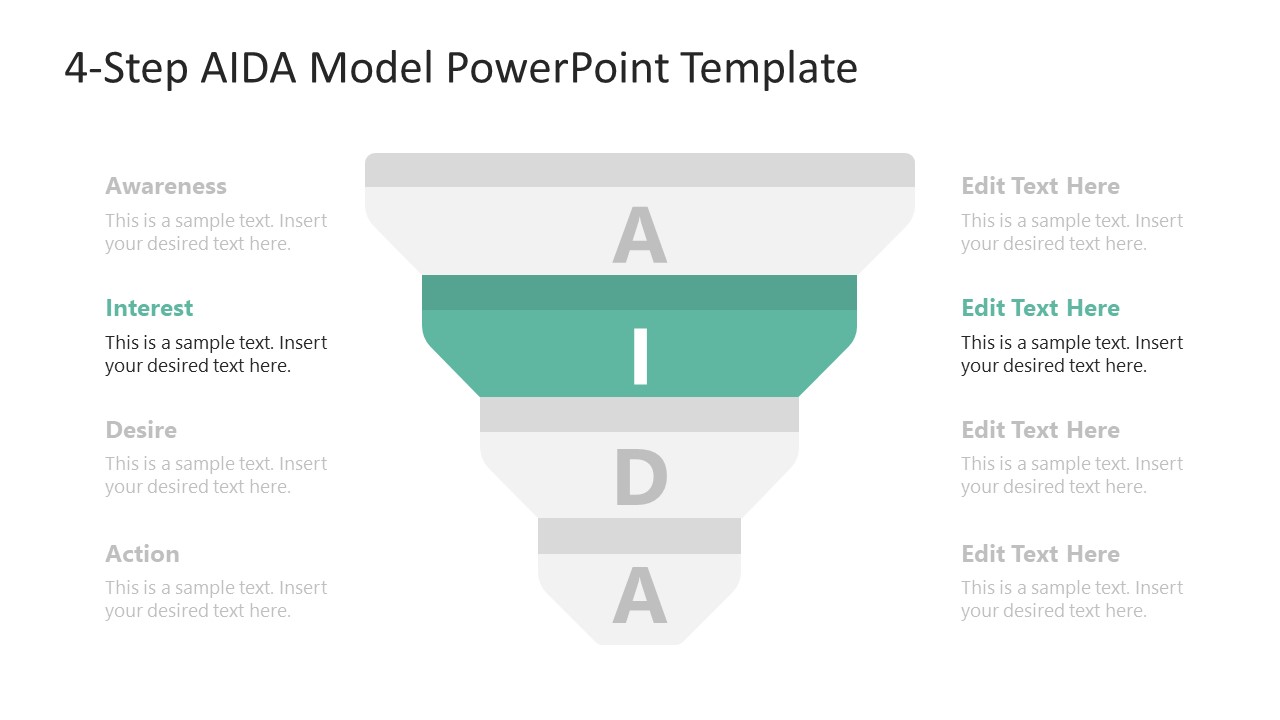 4-Step AIDA Model PowerPoint Template
Awareness
This is a sample text. Insert
your desired text here.
A
Edit Text Here
This is a sample text. Insert
your desired text here.
Interest
This is a sample text. Insert
your desired text here.
I
Edit Text Here
This is a sample text. Insert
your desired text here.
Desire
This is a sample text. Insert
your desired text here.
D
Edit Text Here
This is a sample text. Insert
your desired text here.
Action
This is a sample text. Insert
your desired text here.
A
Edit Text Here
This is a sample text. Insert
your desired text here.